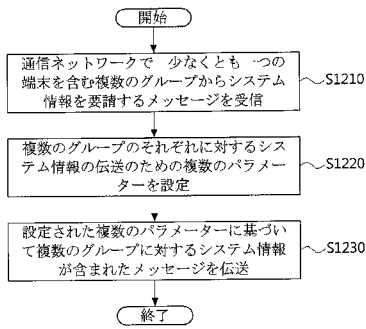 開始
通信ネットワークで 少なくとも 一つの
端末を含む複数のグループからシステム
情報を要請するメッセージを受信
S1210
複数のグループのそれぞれに対するシス
テム情報の伝送のための複数のパラメー
ターを設定
S1220
設定された複数のパラメーターに基づい
て複数のグループに対するシステム情報
が含まれたメッセージを伝送
S1230
終了